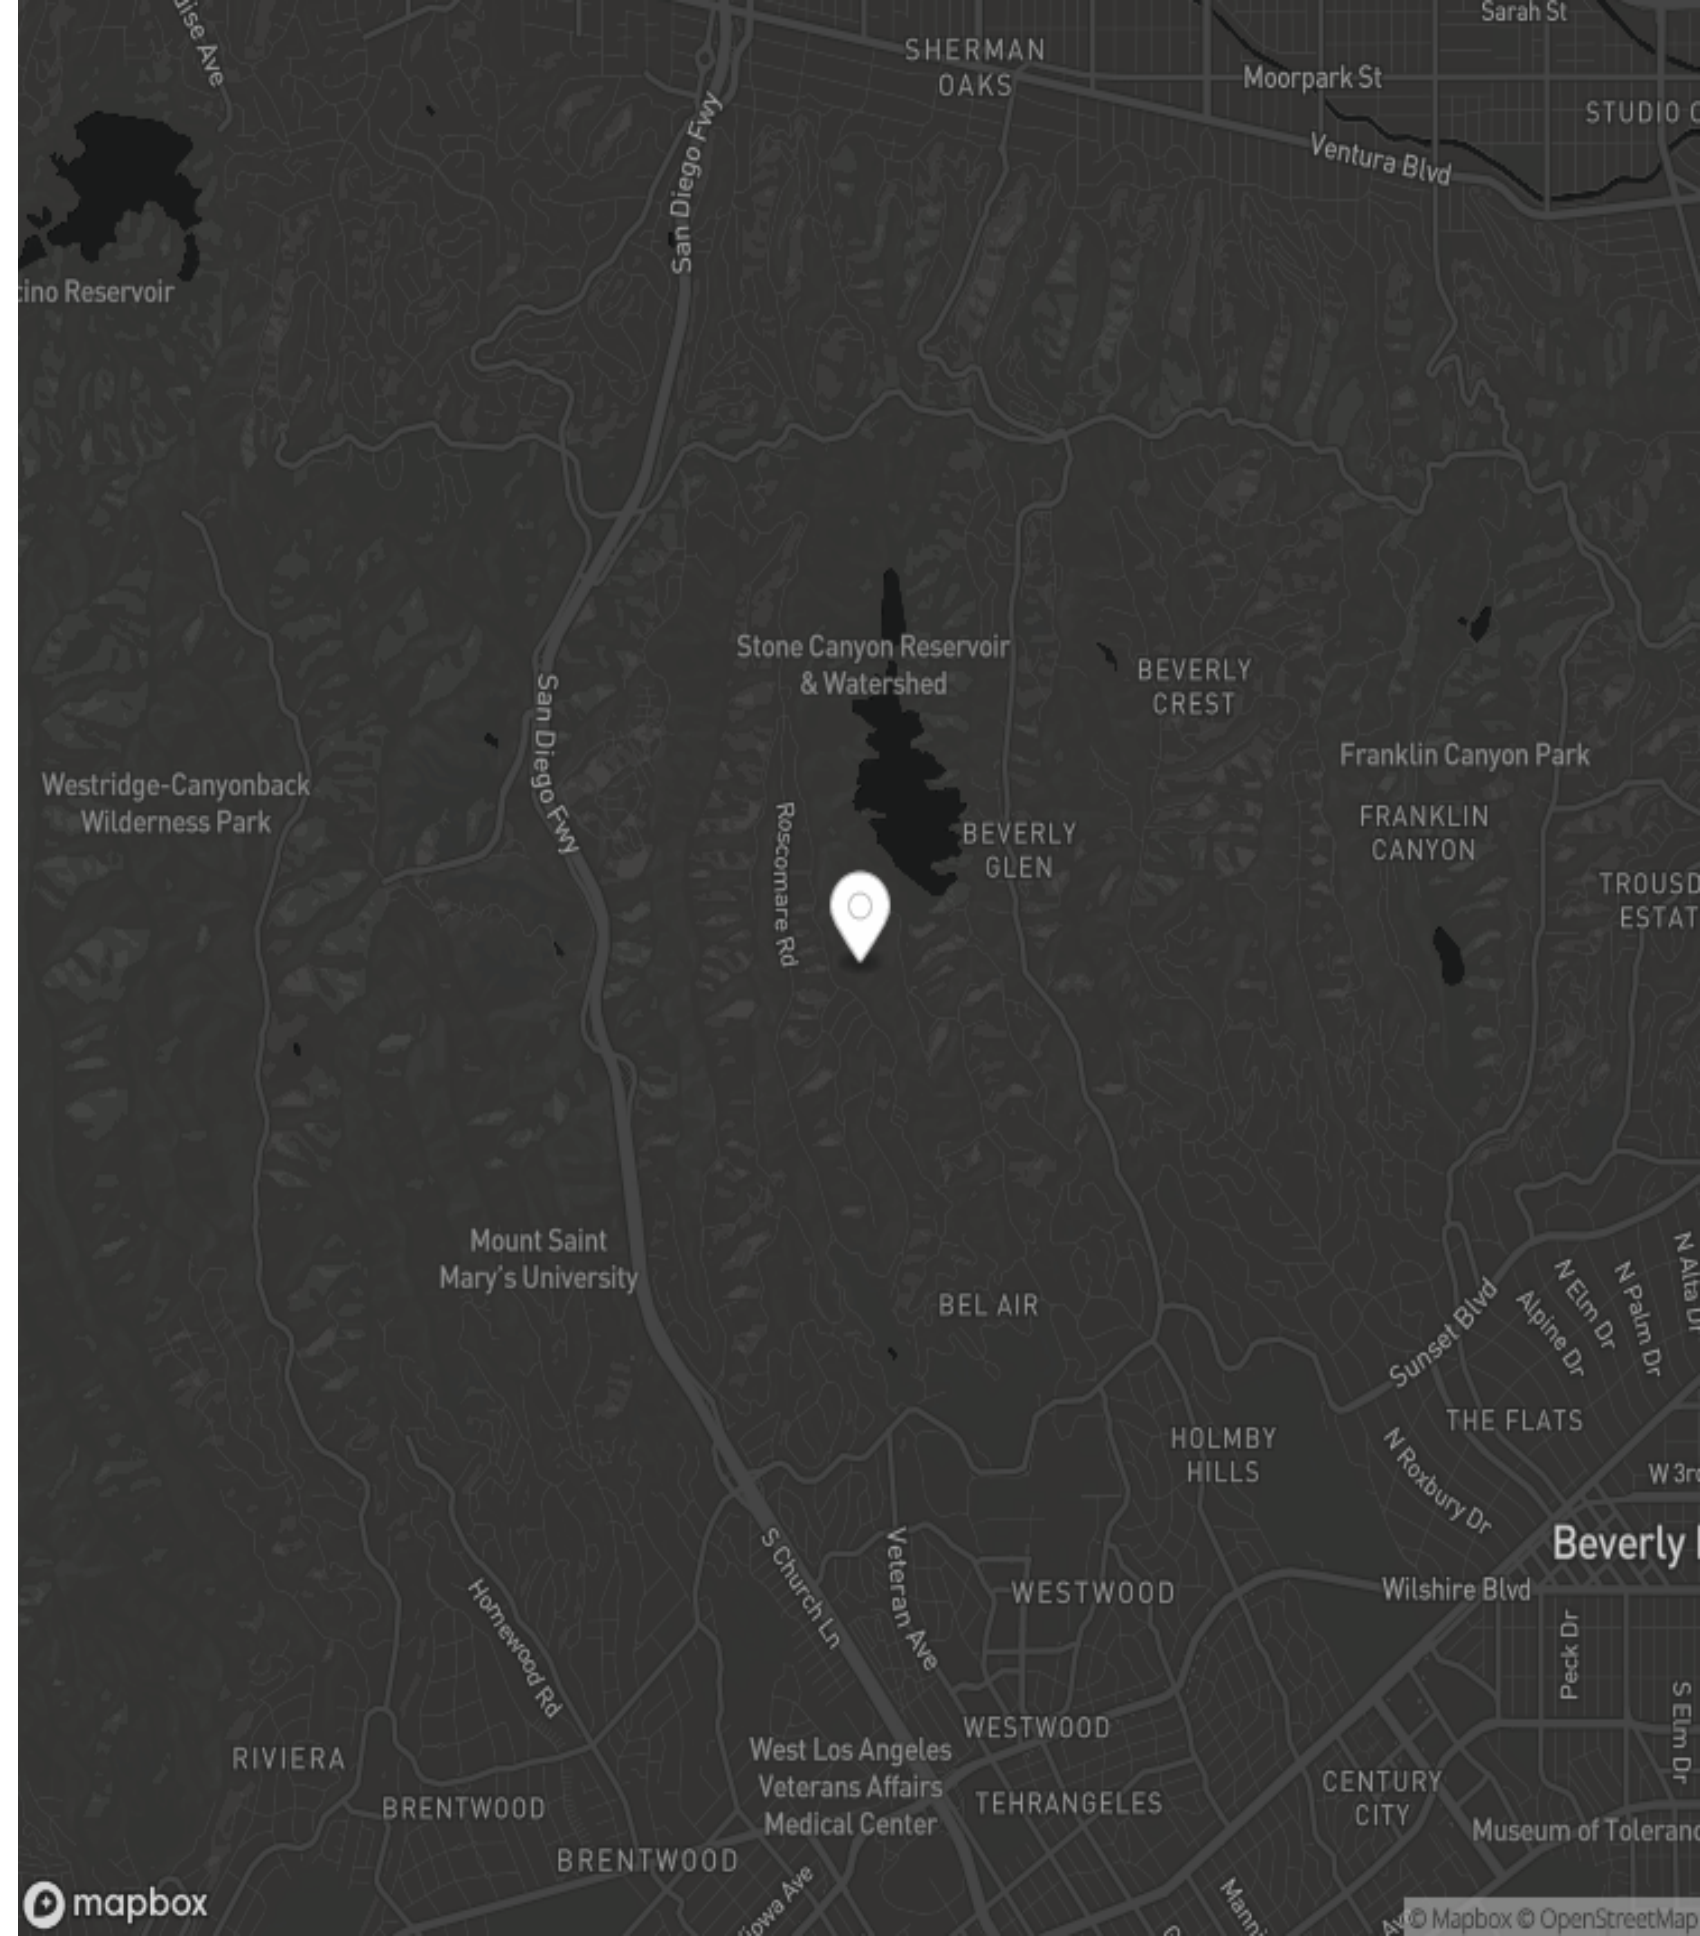 Sarah St
SHERMAN
OAKS
Moorpark St
STUDIO C
Ventura Blvd
San Diego Fwy
ino Reservoir
Stone Canyon Reservoir
& Watershed
BEVERLY
CREST
San Diego Fwy
Franklin Canyon Park
Westridge-Canyonback
Wilderness Park
Roscomare Rd
FRANKLIN
CANYON
BEVERLY
GLEN
TROUSD
ESTAT
Mount Saint
Mary's University
BEL AIR
N Alta Dr
N Elm Dr
N Palm Dr
Alpine Dr
Sunset Blvd
THE FLATS
HOLMBY
HILLS
N Roxbury Dr
W 3rd
Beverly
S Church Ln
Veteran Ave
WESTWOOD
Wilshire Blvd
Homewood Rd
Peck Dr
S Elm Dr
WESTWOOD
West Los Angeles
Veterans Affairs
Medical Center
RIVIERA
BRENTWOOD
TEHRANGELES
CENTURY
CITY
Museum of Toleranc
BRENTWOOD
Iowa Ave
Manni
mapbox
© Mapbox © OpenStreetMap